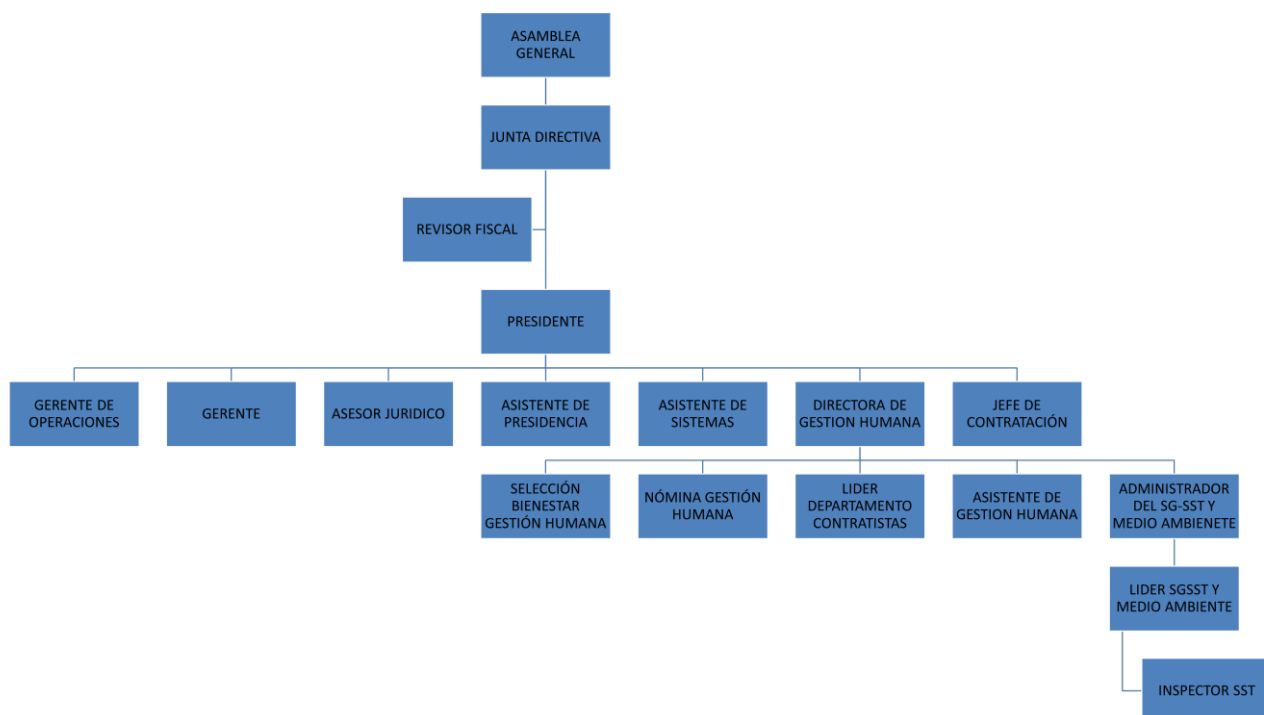 ASAMBLEA
GENERAL
JUNTA DIRECTIVA
REVISOR FISCAL
PRESIDENTE
GERENTE DE
OPERACIONES
GERENTE
ASESOR JURIDICO
ASISTENTE DE
PRESIDENCIA
ASISTENTE DE
SISTEMAS
DIRECTORA DE
GESTION HUMANA
JEFE DE
CONTRATACIÓN
SELECCIÓN
BIENESTAR
GESTIÓN HUMANA
NÓMINA GESTIÓN
HUMANA
LIDER
DEPARTAMENTO
CONTRATISTAS
ASISTENTE DE
GESTION HUMANA
ADMINISTRADOR
DEL SG-SST Y
MEDIO AMBIENETE
LIDER SGSST Y
MEDIO AMBIENTE
INSPECTOR SST